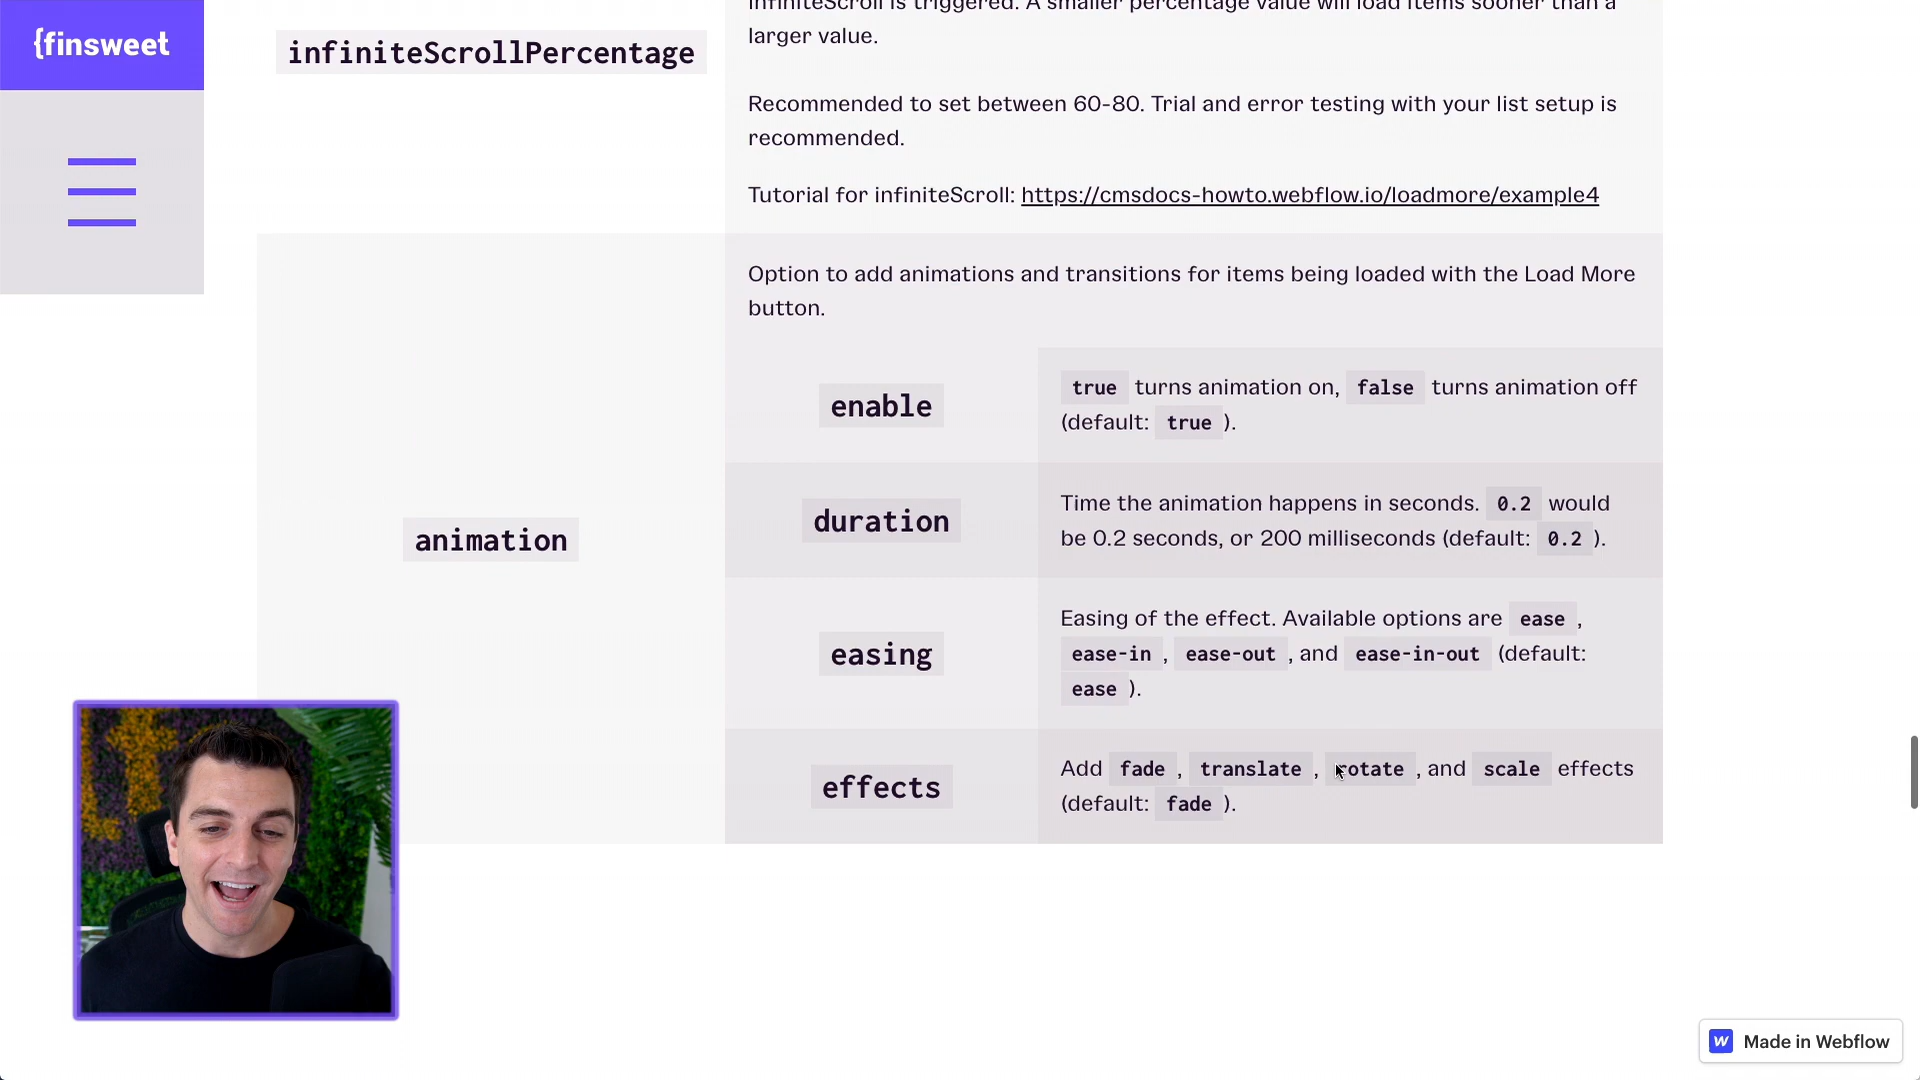 {finsweet
infiniteScroll is triggered. A smaller percentage value will load items sooner than a
larger value.
infiniteScrollPercentage
Recommended to set between 60-80. Trial and error testing with your list setup is
recommended.
Tutorial for infiniteScroll: https://cmsdocs-howto.webflow.io/loadmore/example4
Option to add animations and transitions for items being loaded with the Load More
button.
animation
enable
true turns animation on, false turns animation off
(default: true ).
duration
Time the animation happens in seconds. 0.2 would
be 0.2 seconds, or 200 milliseconds (default: 0.2 ).
easing
Easing of the effect. Available options are ease ,
ease-in , ease-out , and ease-in-out (default:
ease ).
effects
Add fade , translate , rotate , and scale effects
(default: fade ).
W Made in Webflow